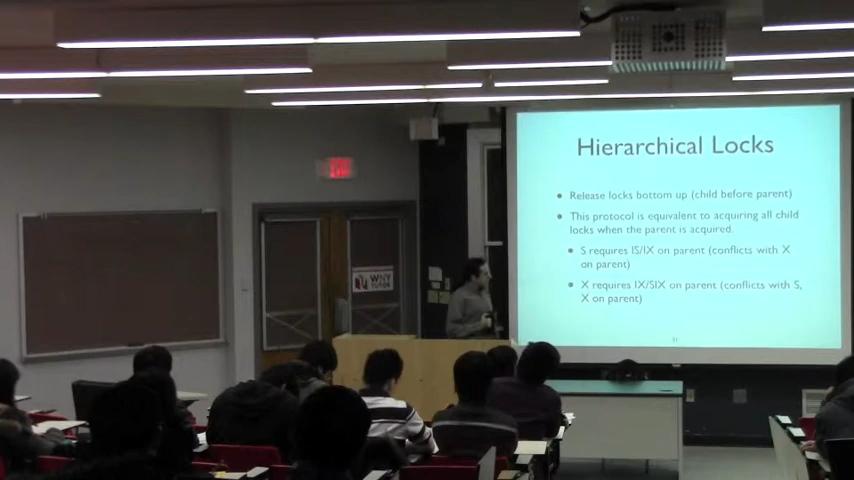 Hierarchical Locks
Release locks bottom up (child before parent)
This protocol is equivalent to acquiring all child
locks when the parent is acquired.
S requires IS/IX on parent (conflicts with X
on parent)
X requires IX/SIX on parent (conflicts with S,
X on parent)
WNY
TUTOR